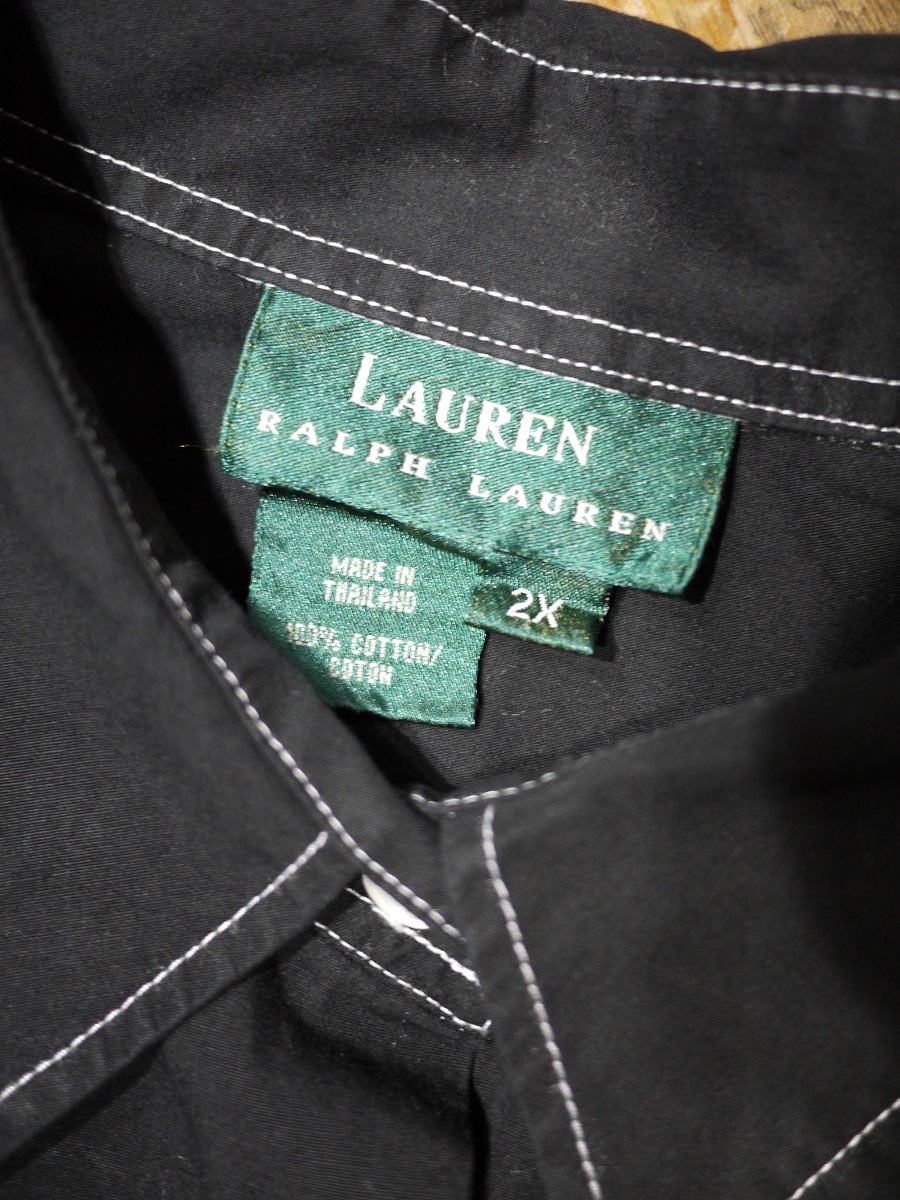 LAUREN
RALPH LAUREN
MADE IN
THAILAND
2X
100% COTTON/
COTON